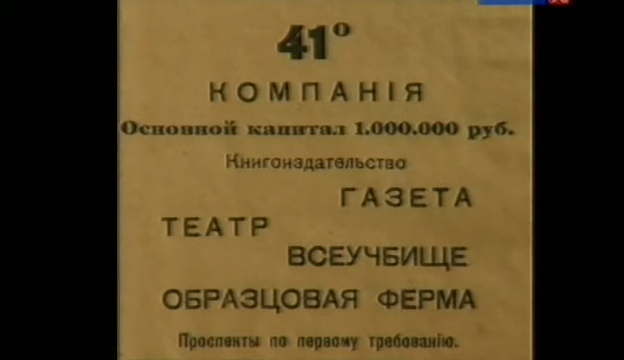 41°
КОМПАНІЯ
Основной капитал 1.000.000 руб.
Книгоиздательство
ГАЗЕТА
ТЕАТР
ВСЕУЧБИЩЕ
ОБРАЗЦОВАЯ ФЕРМА
Проспекты по первому требованію.